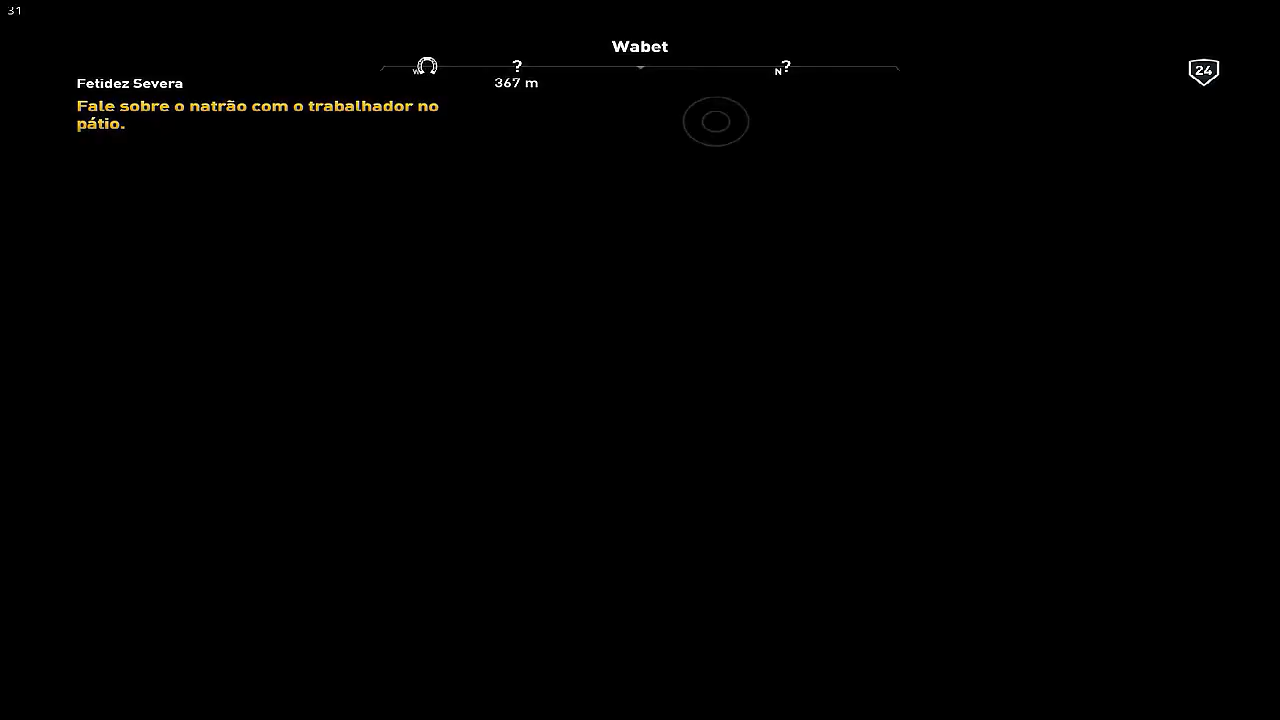 31
Wabet
W
?
N
?
24
Fetidez Severa
367 m
Fale sobre o natrão com o trabalhador no
pátio.